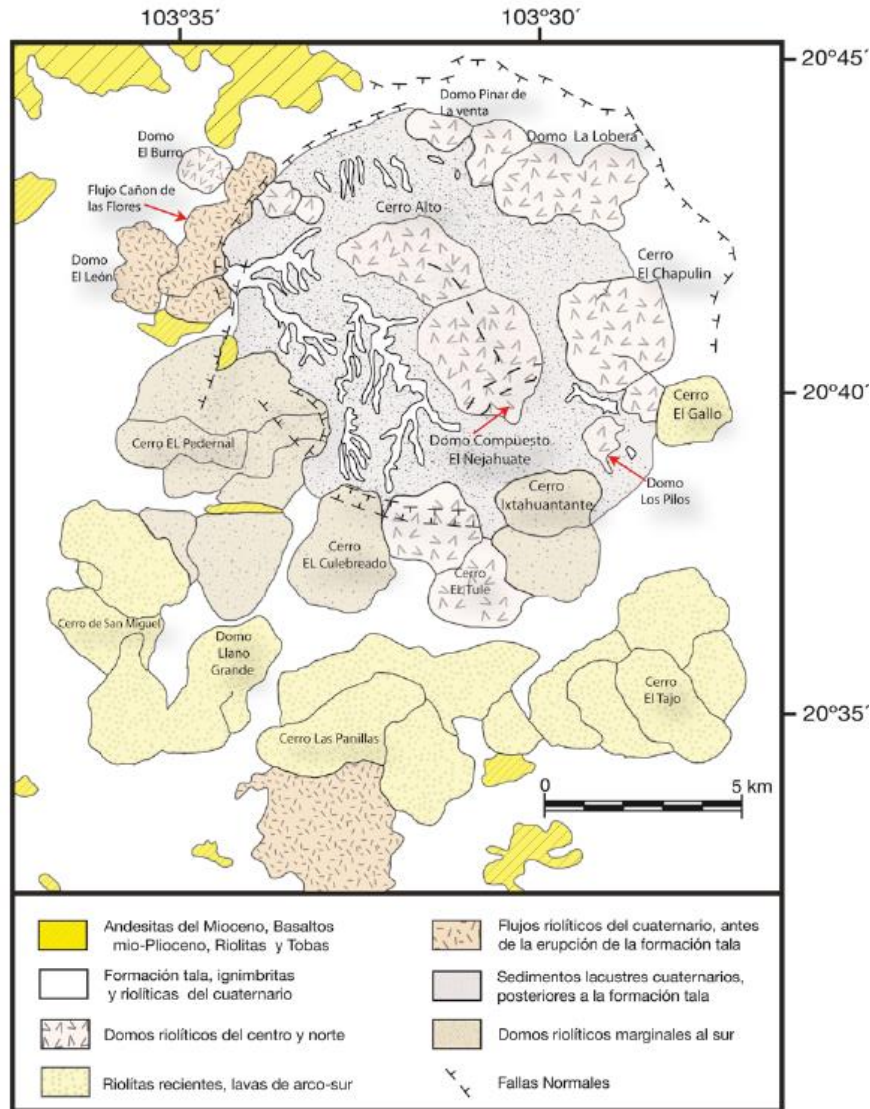 103°35´
103°30´
20°45´
Domo Pinar de
La venta
Domo
El Burro
Domo La Lobera
Flujo Cañon de
las Flores
Cerro Alto
Domo
El León
Cerro
El Chapulin
20°40´
Cerro
El Gallo
Cerro EL Pedernal
Domo Compuesto
El Nejahuate
Domo
Los Pilos
Cerro
Ixtahuantante
Cerro
EL Culebreado
Cerro
EL Tule
Cerro de San Miguel
Domo
Llano
Grande
Cerro
El Tajo
20°35´
Cerro Las Panillas
0
5 km
Andesitas del Mioceno, Basaltos
mio-Plioceno, Riolitas y Tobas
Formación tala, ignimbritas
y riolíticas del cuaternario
Domos riolíticos del centro y norte
Riolítas recientes, lavas de arco-sur
Flujos riolíticos del cuaternario, antes
de la erupción de la formación tala
Sedimentos lacustres cuaternarios,
posteriores a la formación tala
Domos riolíticos marginales al sur
Fallas Normales